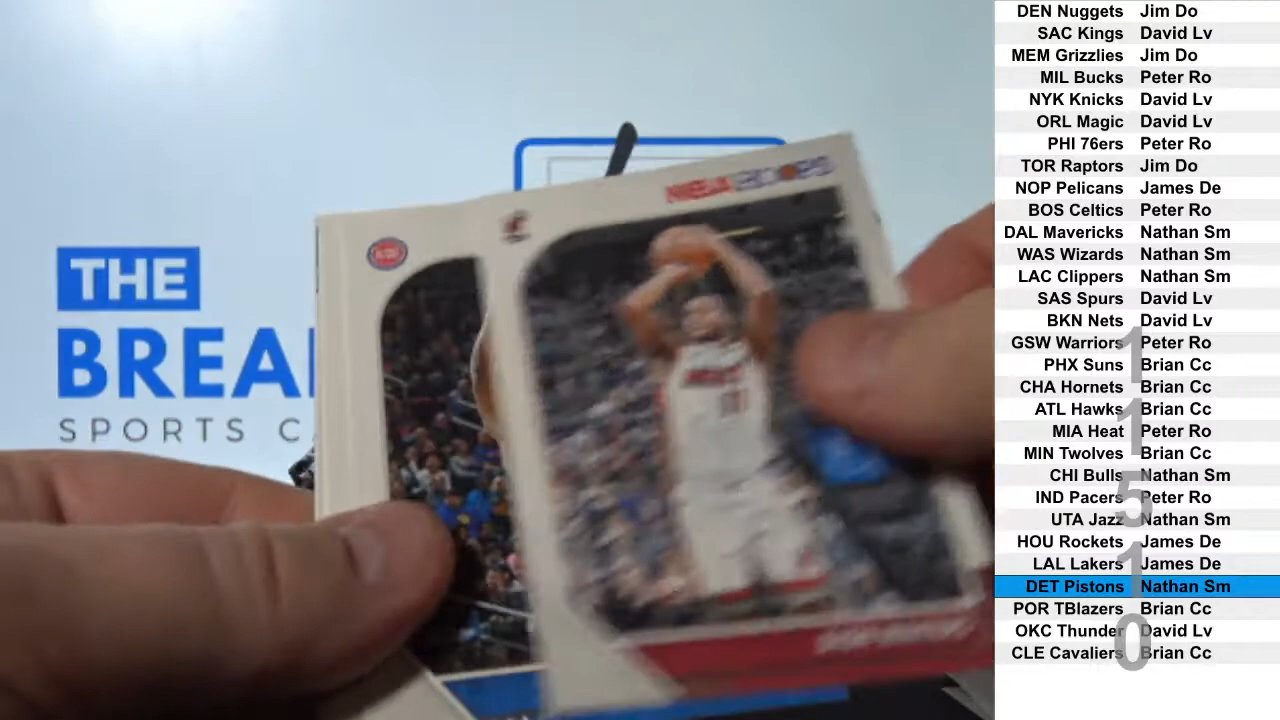 THE
BREA
SPORTS C
NBA
DEN Nuggets Jim Do
SAC Kings David Lv
MEM Grizzlies Jim Do
MIL Bucks Peter Ro
NYK Knicks David Lv
ORL Magic David Lv
PHI 76ers Peter Ro
TOR Raptors Jim Do
NOP Pelicans James De
BOS Celtics Peter Ro
DAL Mavericks Nathan Sm
WAS Wizards Nathan Sm
LAC Clippers Nathan Sm
SAS Spurs David Lv
BKN Nets David Lv
GSW Warriors Peter Ro
PHX Suns Brian Cc
CHA Hornets Brian Cc
ATL Hawks Brian Cc
MIA Heat Peter Ro
MIN Twolves Brian Cc
CHI Bulls Nathan Sm
IND Pacers Peter Ro
UTA Jazz Nathan Sm
HOU Rockets James De
LAL Lakers James De
DET Pistons Nathan Sm
POR TBlazers Brian Cc
OKC Thunder David Lv
CLE Cavaliers Brian Cc
1
1
5
1
0